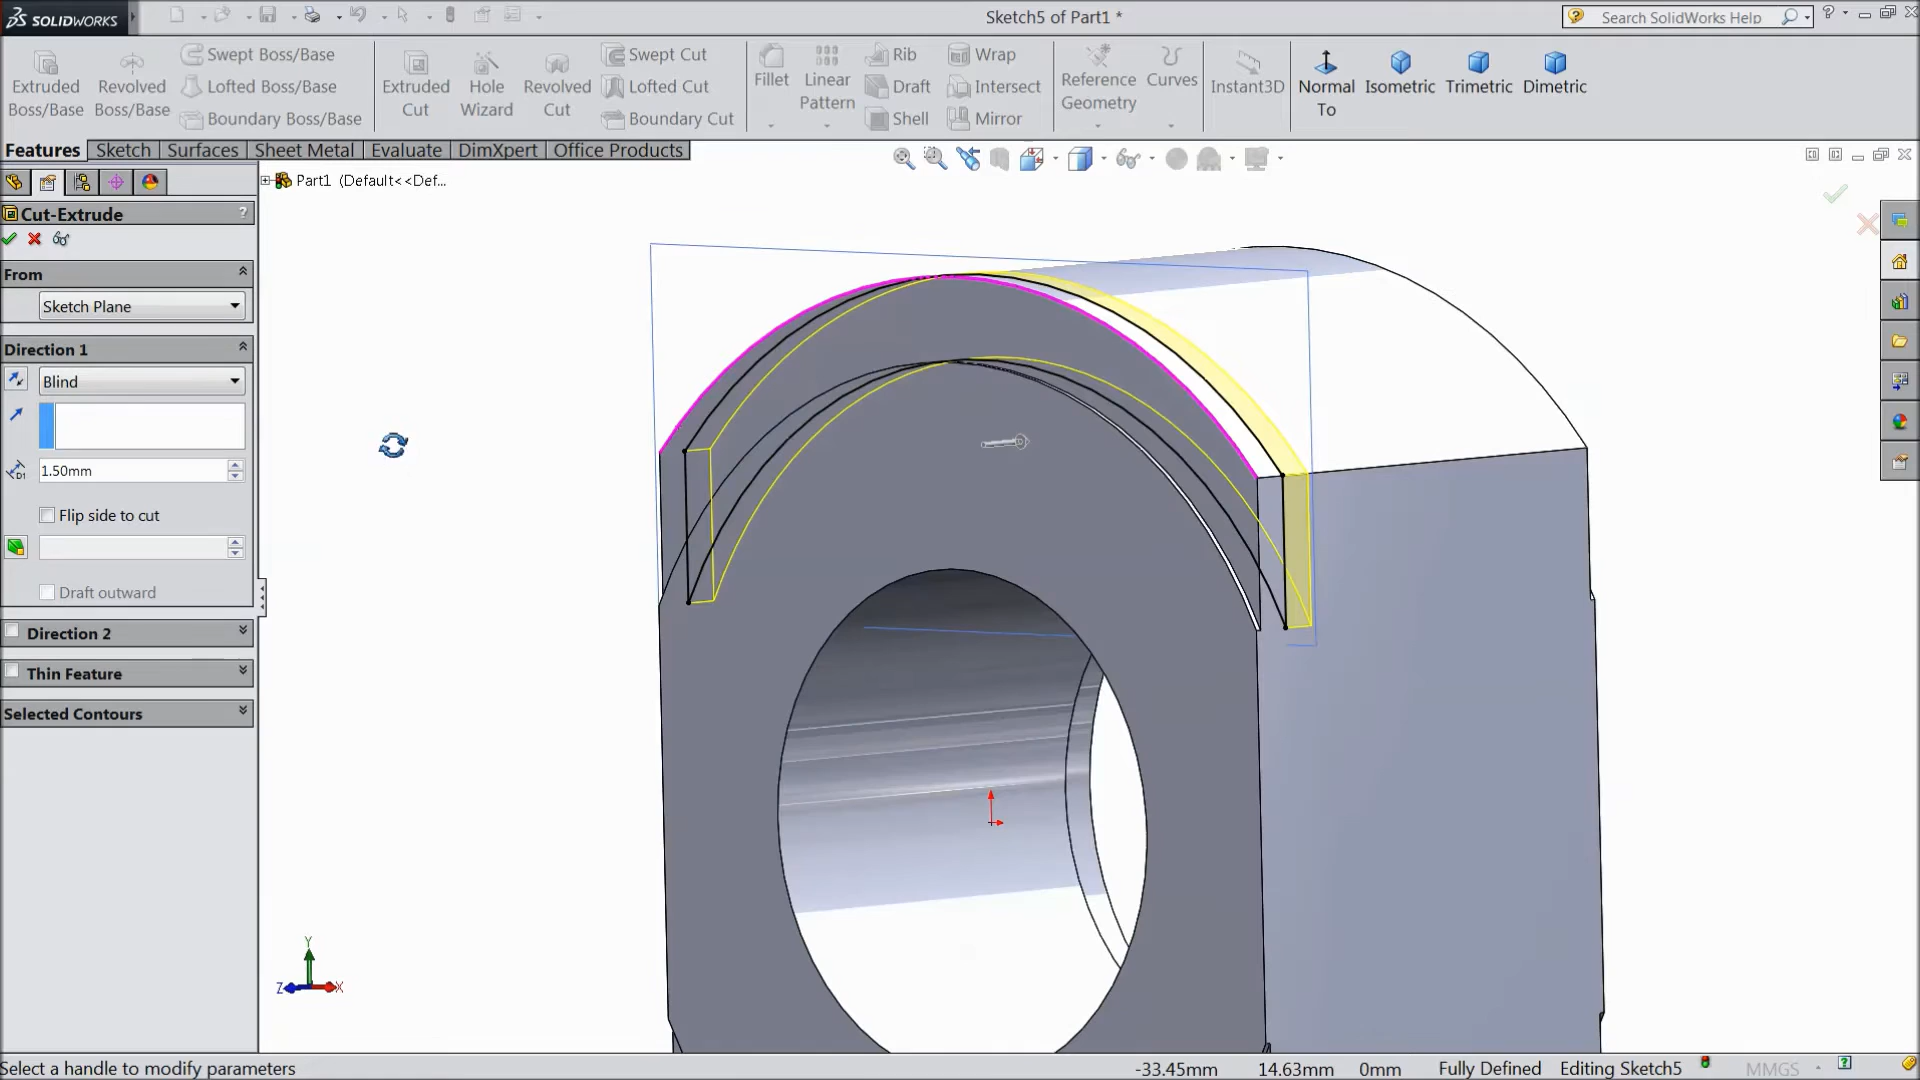 SOLIDWORKS
Sketch5 of Part1 *
Search SolidWorks Help
Extruded Boss/Base
Revolved Boss/Base
Swept Boss/Base
Lofted Boss/Base
Boundary Boss/Base
Extruded Cut
Hole Wizard
Revolved Cut
Swept Cut
Lofted Cut
Boundary Cut
Fillet
Linear Pattern
Rib
Draft
Shell
Wrap
Intersect
Mirror
Reference Geometry
Curves
Instant3D
Normal To
Isometric
Trimetric
Dimetric
Features
Sketch
Surfaces
Sheet Metal
Evaluate
DimXpert
Office Products
Part1 (Default<<Def...
Cut-Extrude
?
From
Sketch Plane
Direction 1
Blind
D1
1.50mm
Flip side to cut
Draft outward
Direction 2
Thin Feature
Selected Contours
Y
Z
X
Select a handle to modify parameters
-33.45mm
14.63mm
0mm
Fully Defined
Editing Sketch5
MMGS
?